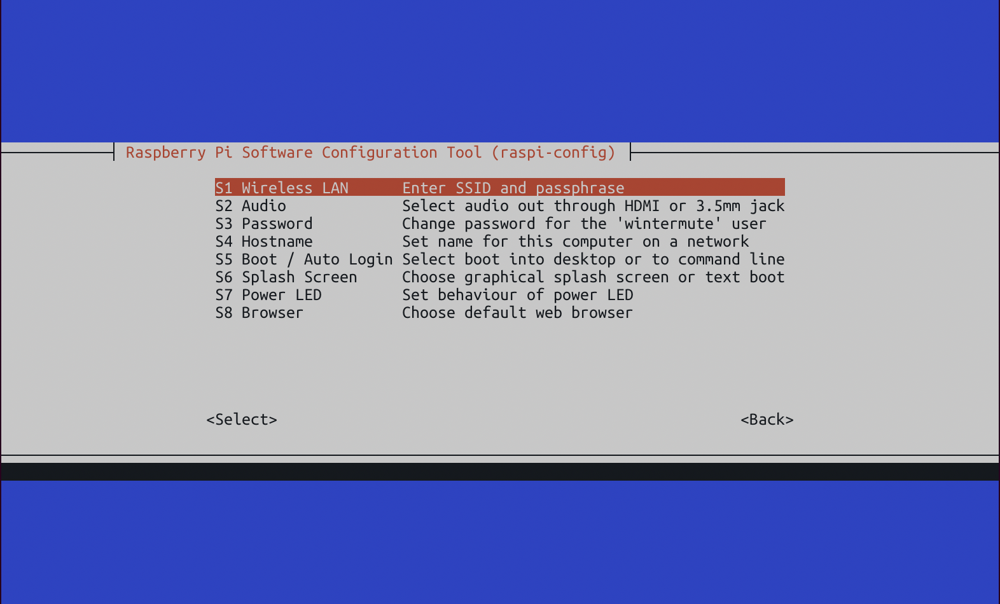 Raspberry Pi Software Configuration Tool (raspi-config)
S1 Wireless LAN Enter SSID and passphrase
S2 Audio Select audio out through HDMI or 3.5mm jack
S3 Password Change password for the 'wintermute' user
S4 Hostname Set name for this computer on a network
S5 Boot / Auto Login Select boot into desktop or to command line
S6 Splash Screen Choose graphical splash screen or text boot
S7 Power LED Set behaviour of power LED
S8 Browser Choose default web browser
<Select> <Back>